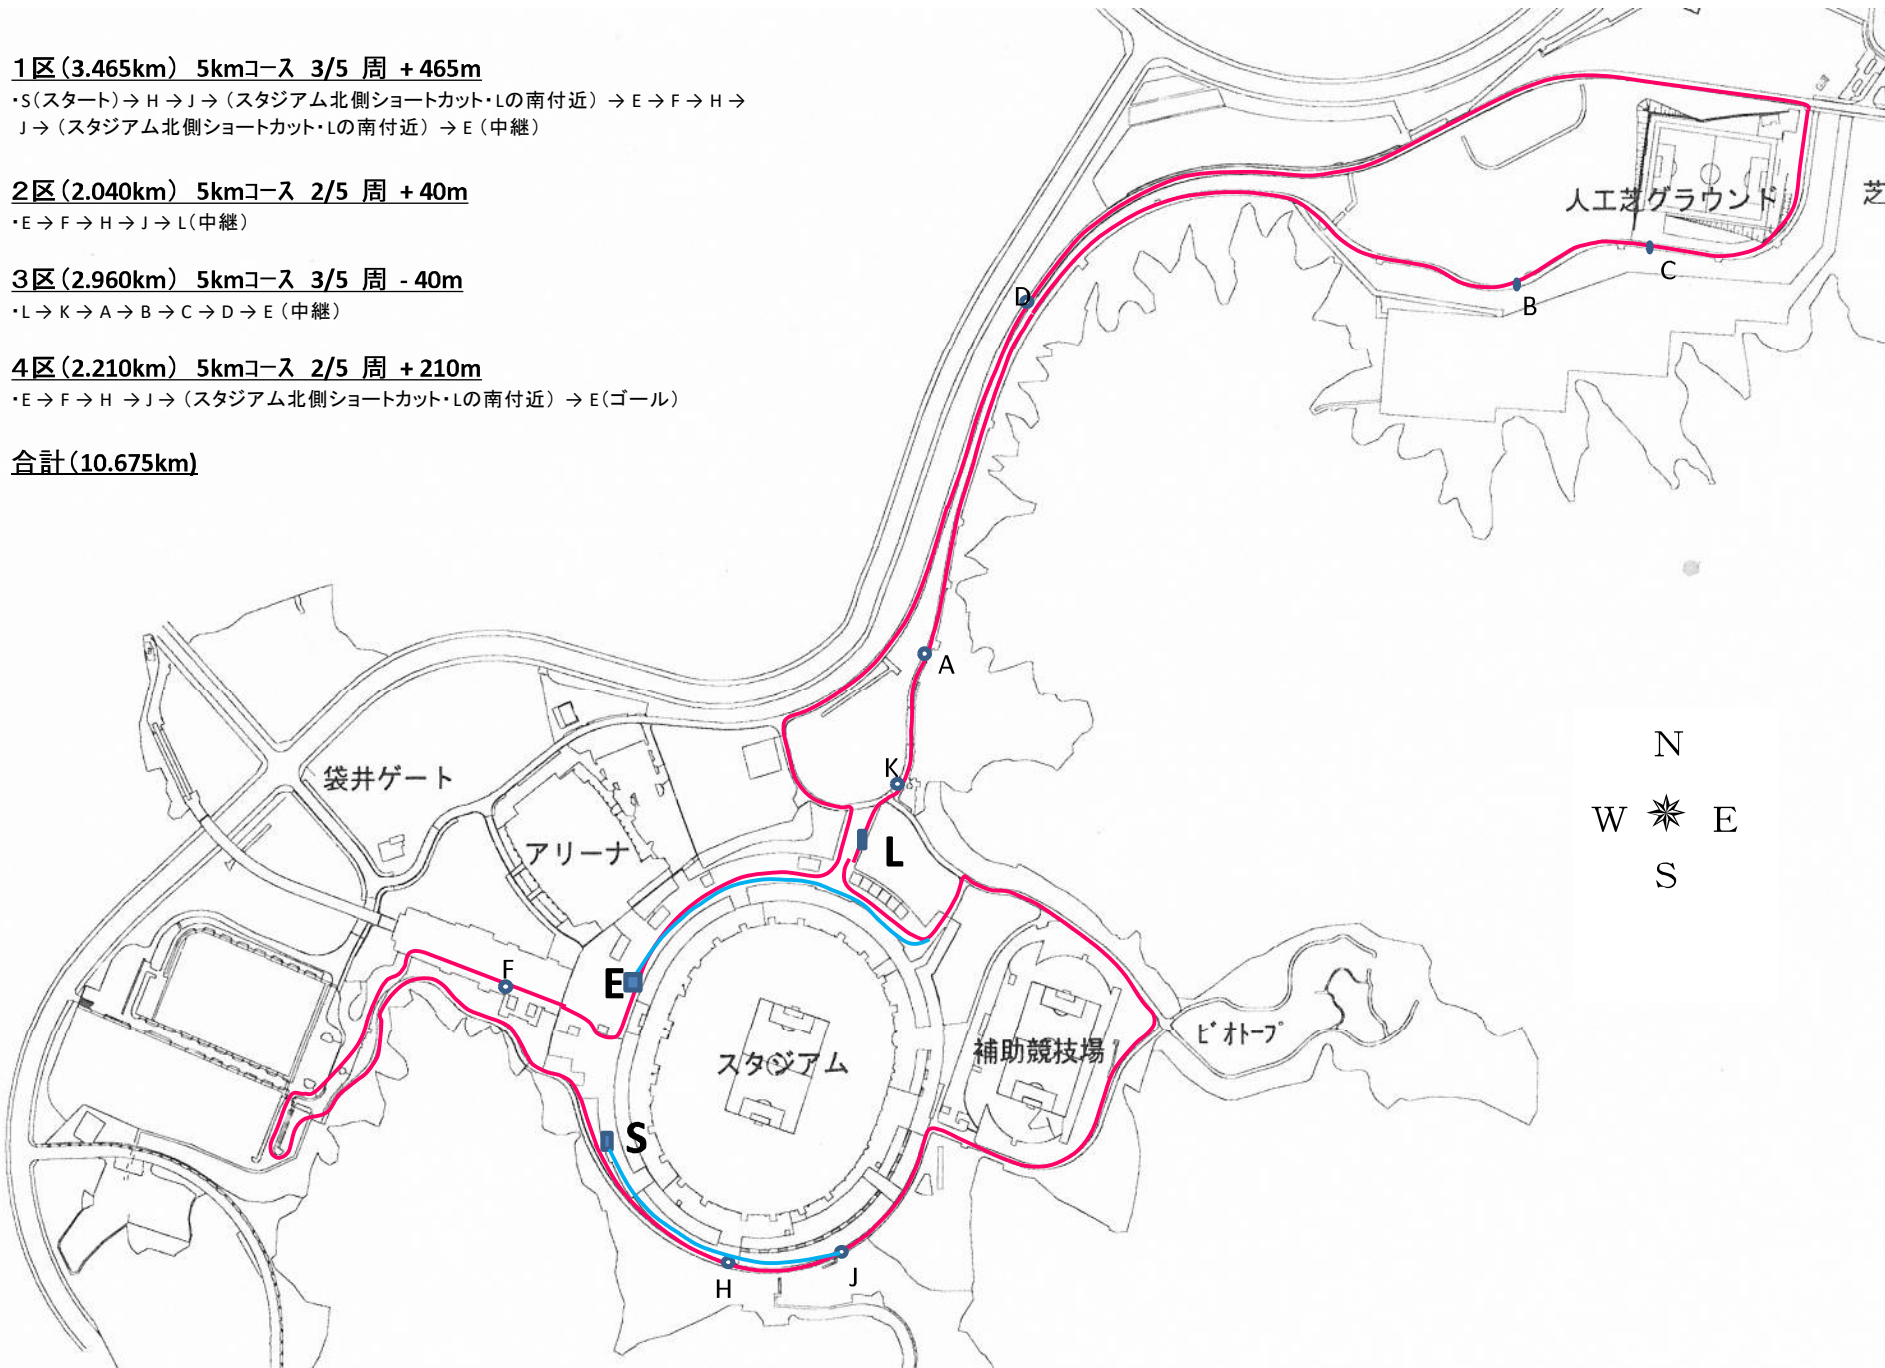 1区(3.465km) 5kmコース 3/5 周 + 465m
・S(スタート)→ H → J → (スタジアム北側ショートカット・Lの南付近) → E → F → H →
J → (スタジアム北側ショートカット・Lの南付近) → E (中継)
2区(2.040km) 5kmコース 2/5 周 + 40m
・E → F → H → J → L(中継)
3区(2.960km) 5kmコース 3/5 周 - 40m
・L → K → A → B → C → D → E (中継)
4区(2.210km) 5kmコース 2/5 周 + 210m
・E → F → H → J → (スタジアム北側ショートカット・Lの南付近) → E(ゴール)
合計(10.675km)
人工芝グラウンド
芝
C
D
B
A
N
K
袋井ゲート
W
E
アリーナ
L
S
F
E
ビオトープ
補助競技場
スタジアム
S
J
H